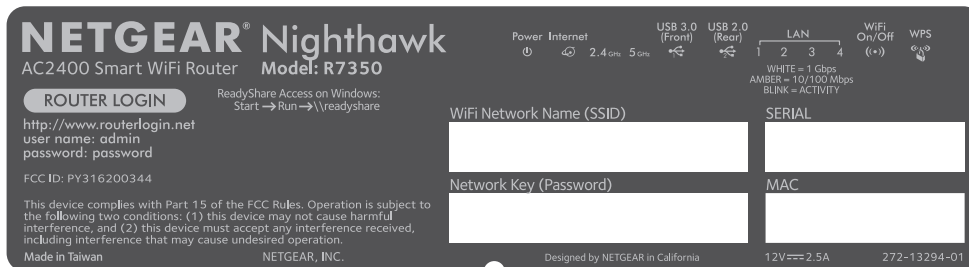 NETGEAR® Nighthawk
AC2400 Smart WiFi Router Model: R7350
ROUTER LOGIN
http://www.routerlogin.net
user name: admin
password: password
ReadyShare Access on Windows:
Start → Run → \\readyshare
FCC ID: PY316200344
This device complies with Part 15 of the FCC Rules. Operation is subject to
the following two conditions: (1) this device may not cause harmful
interference, and (2) this device must accept any interference received,
including interference that may cause undesired operation.
Made in Taiwan NETGEAR, INC.
Power Internet 2.4 GHz 5 GHz
USB 3.0
(Front)
USB 2.0
(Rear)
LAN
1 2 3 4
WHITE = 1 Gbps
AMBER = 10/100 Mbps
BLINK = ACTIVITY
WiFi
On/Off
WPS
WiFi Network Name (SSID)
SERIAL
Network Key (Password)
MAC
Designed by NETGEAR in California
12V 2.5A
272-13294-01